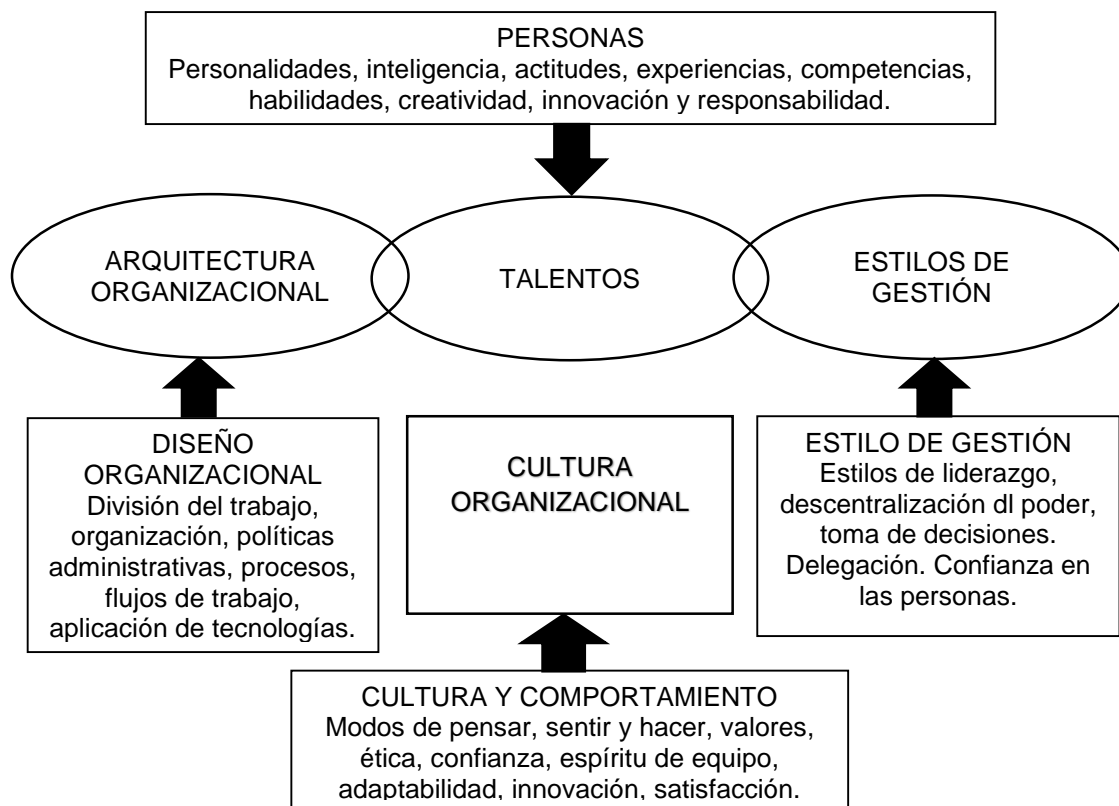 PERSONAS
Personalidades, inteligencia, actitudes, experiencias, competencias,
habilidades, creatividad, innovación y responsabilidad.
ARQUITECTURA
ORGANIZACIONAL
TALENTOS
ESTILOS DE
GESTIÓN
DISEÑO
ORGANIZACIONAL
División del trabajo,
organización, políticas
administrativas, procesos,
flujos de trabajo,
aplicación de tecnologías.
CULTURA
ORGANIZACIONAL
ESTILO DE GESTIÓN
Estilos de liderazgo,
descentralización dl poder,
toma de decisiones.
Delegación. Confianza en
las personas.
CULTURA Y COMPORTAMIENTO
Modos de pensar, sentir y hacer, valores,
ética, confianza, espíritu de equipo,
adaptabilidad, innovación, satisfacción.